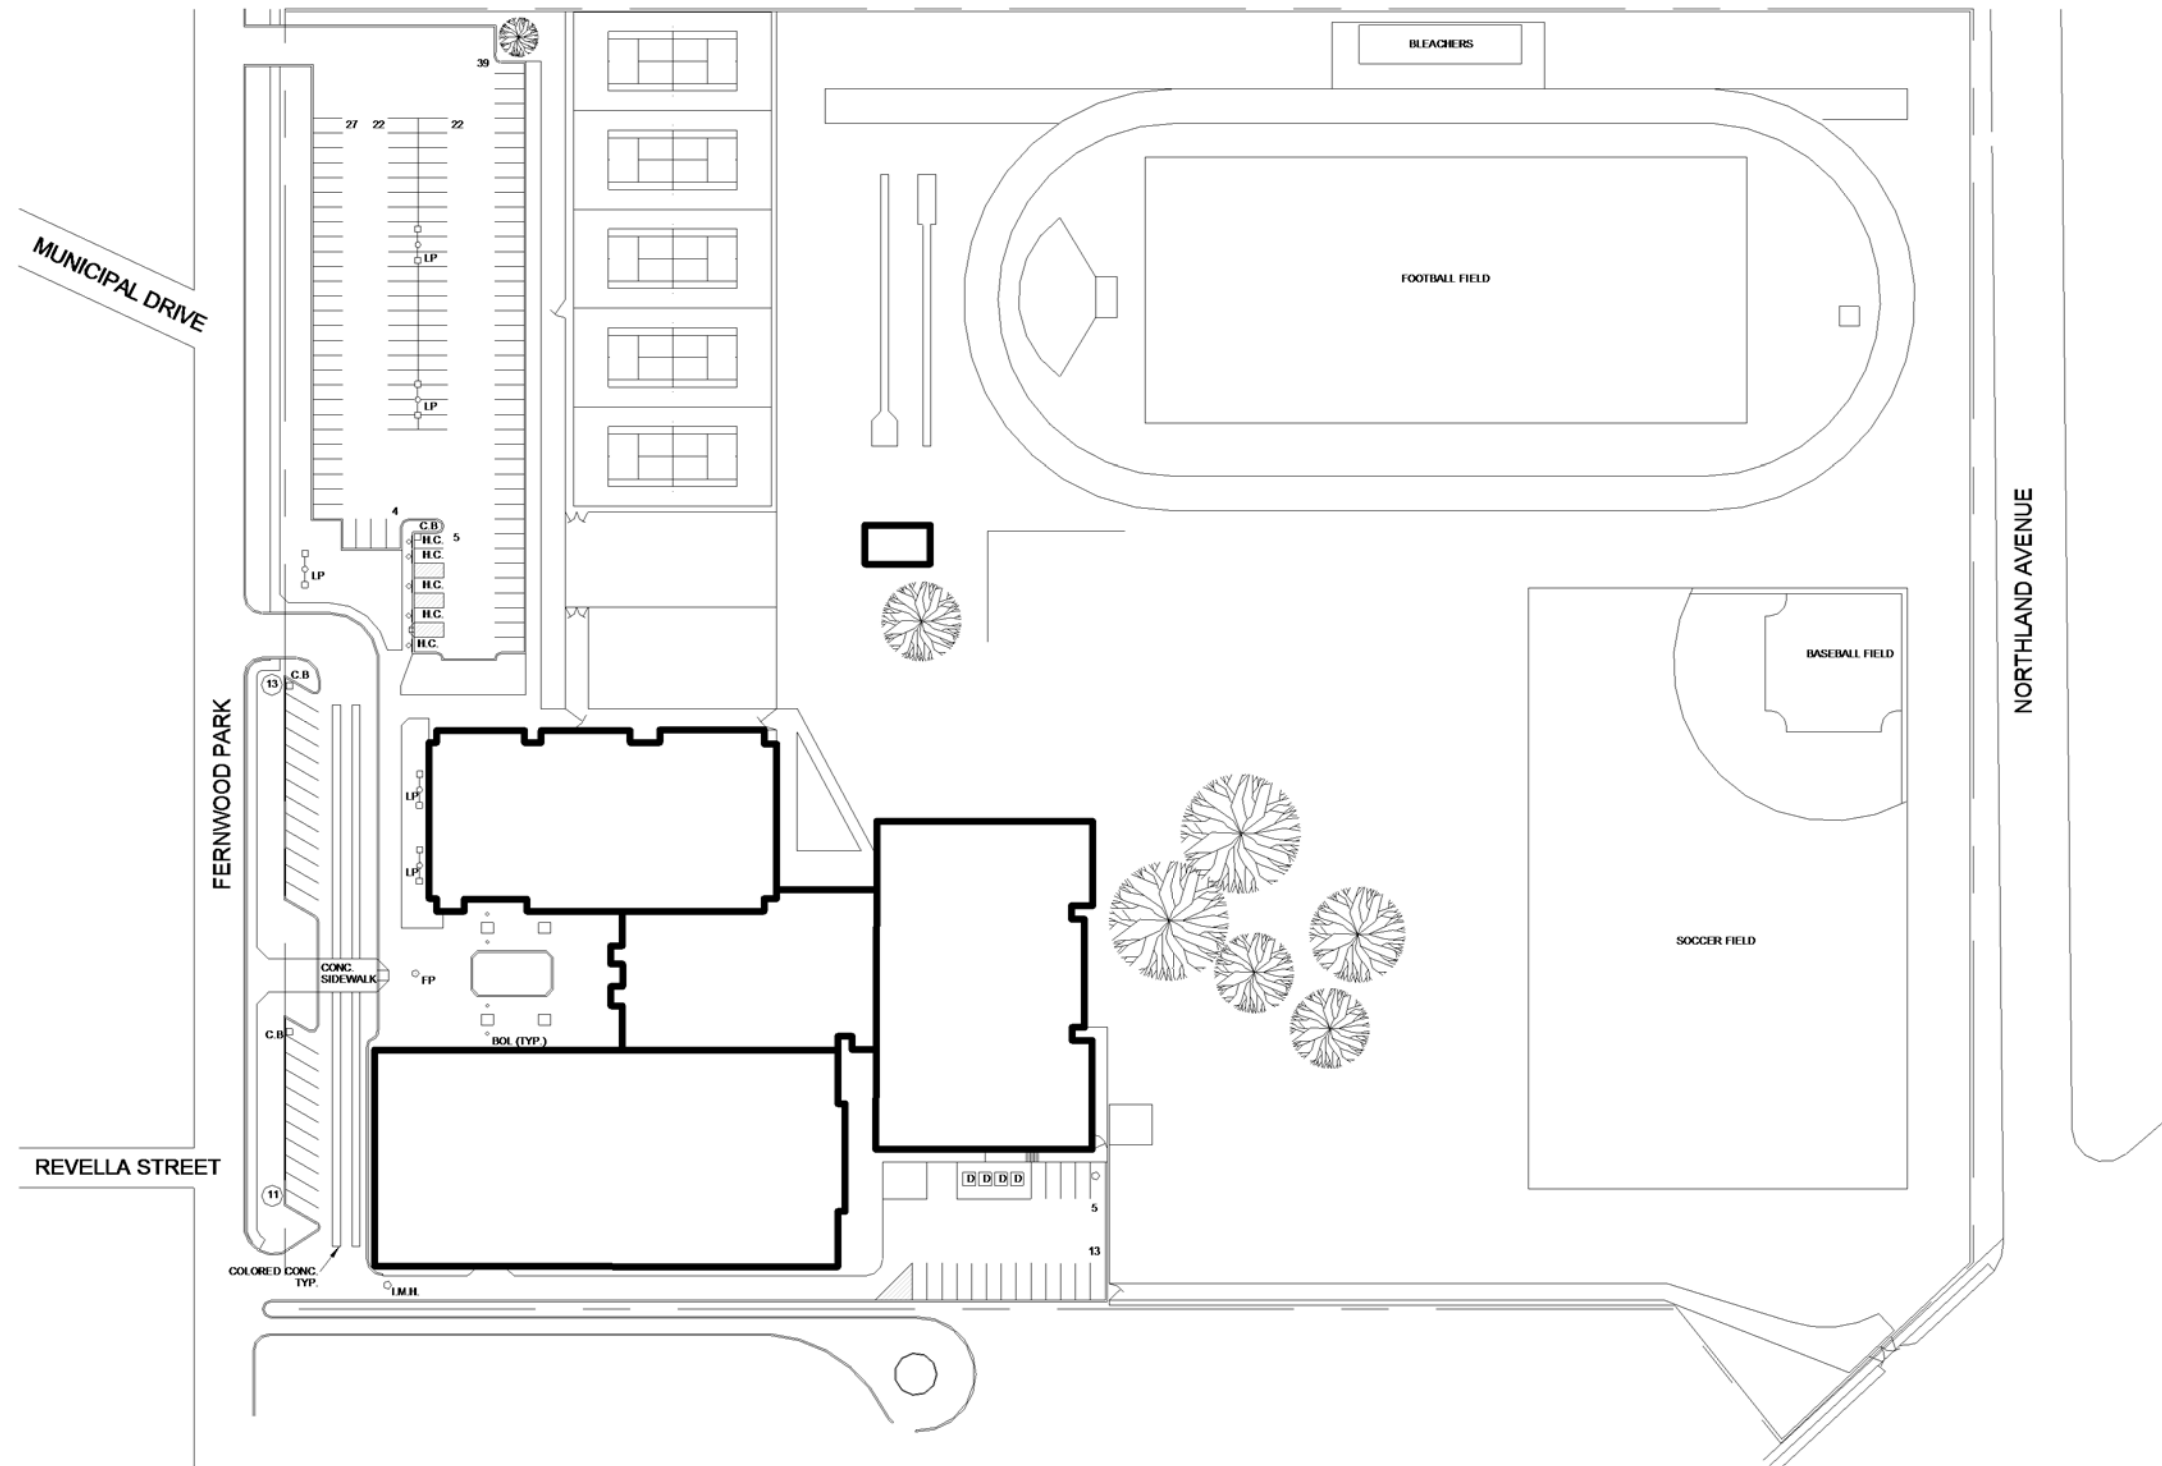 BLEACHERS
39
27
22
22
LP
MUNICIPAL DRIVE
FOOTBALL FIELD
LP
4
C.B
H.C.
5
H.C.
LP
H.C.
H.C.
H.C.
NORTHLAND AVENUE
BASEBALL FIELD
13
C.B
FERNWOOD PARK
LP
LP
SOCCER FIELD
CONC.
SIDEWALK
FP
C.B
BOL (TYP.)
REVELLA STREET
11
D
D
D
D
5
13
COLORED CONC.
TYP.
I.M.H.